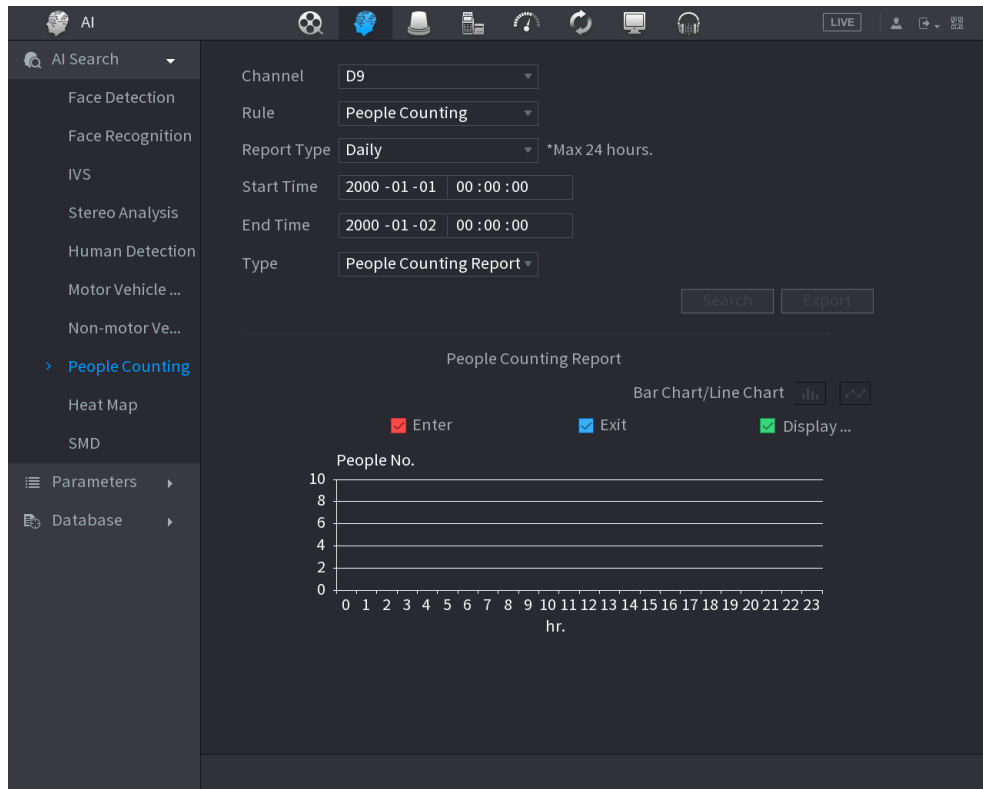 AI
LIVE
AI Search
Face Detection
Face Recognition
IVS
Stereo Analysis
Human Detection
Motor Vehicle ...
Non-motor Ve...
People Counting
Heat Map
SMD
Parameters
Database
Channel D9
Rule People Counting
Report Type Daily *Max 24 hours.
Start Time 2000 -01 -01 00 : 00 : 00
End Time 2000 -01 -02 00 : 00 : 00
Type People Counting Report
Search Export
People Counting Report
Bar Chart/Line Chart
Enter Exit Display ...
People No.
10
8
6
4
2
0
0 1 2 3 4 5 6 7 8 9 10 11 12 13 14 15 16 17 18 19 20 21 22 23
hr.